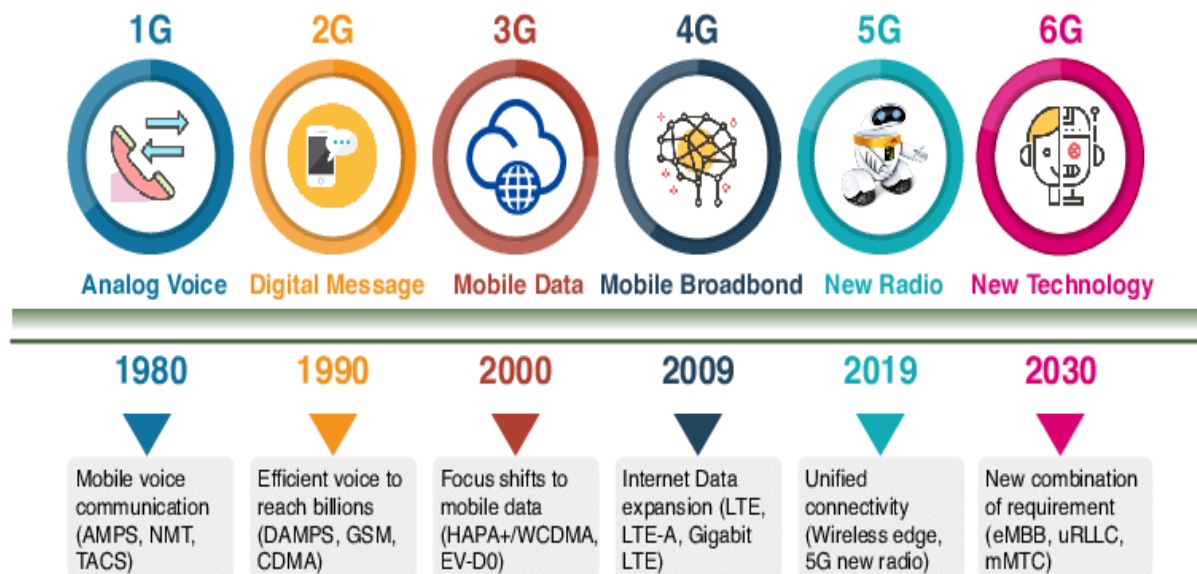 1G 2G 3G 4G 5G 6G
Analog Voice Digital Message Mobile Data Mobile Broadbond New Radio New Technology
1980 1990 2000 2009 2019 2030
Mobile voice
communication
(AMPS, NMT,
TACS)
Efficient voice to
reach billions
(DAMPS, GSM,
CDMA)
Focus shifts to
mobile data
(HAPA+/WCDMA,
EV-D0)
Internet Data
expansion (LTE,
LTE-A, Gigabit
LTE)
Unified
connectivity
(Wireless edge,
5G new radio)
New combination
of requirement
(eMBB, uRLLC,
mMTC)